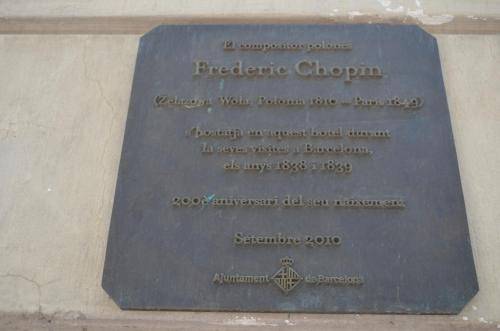 El compositor polonès
Frederic Chopin
(Zelazowa Wola, Polònia 1810 – París 1849)
s'hostatjà en aquest hotel durant
les seves visites a Barcelona,
els anys 1838 i 1839
200è aniversari del seu naixement
Setembre 2010
Ajuntament de Barcelona